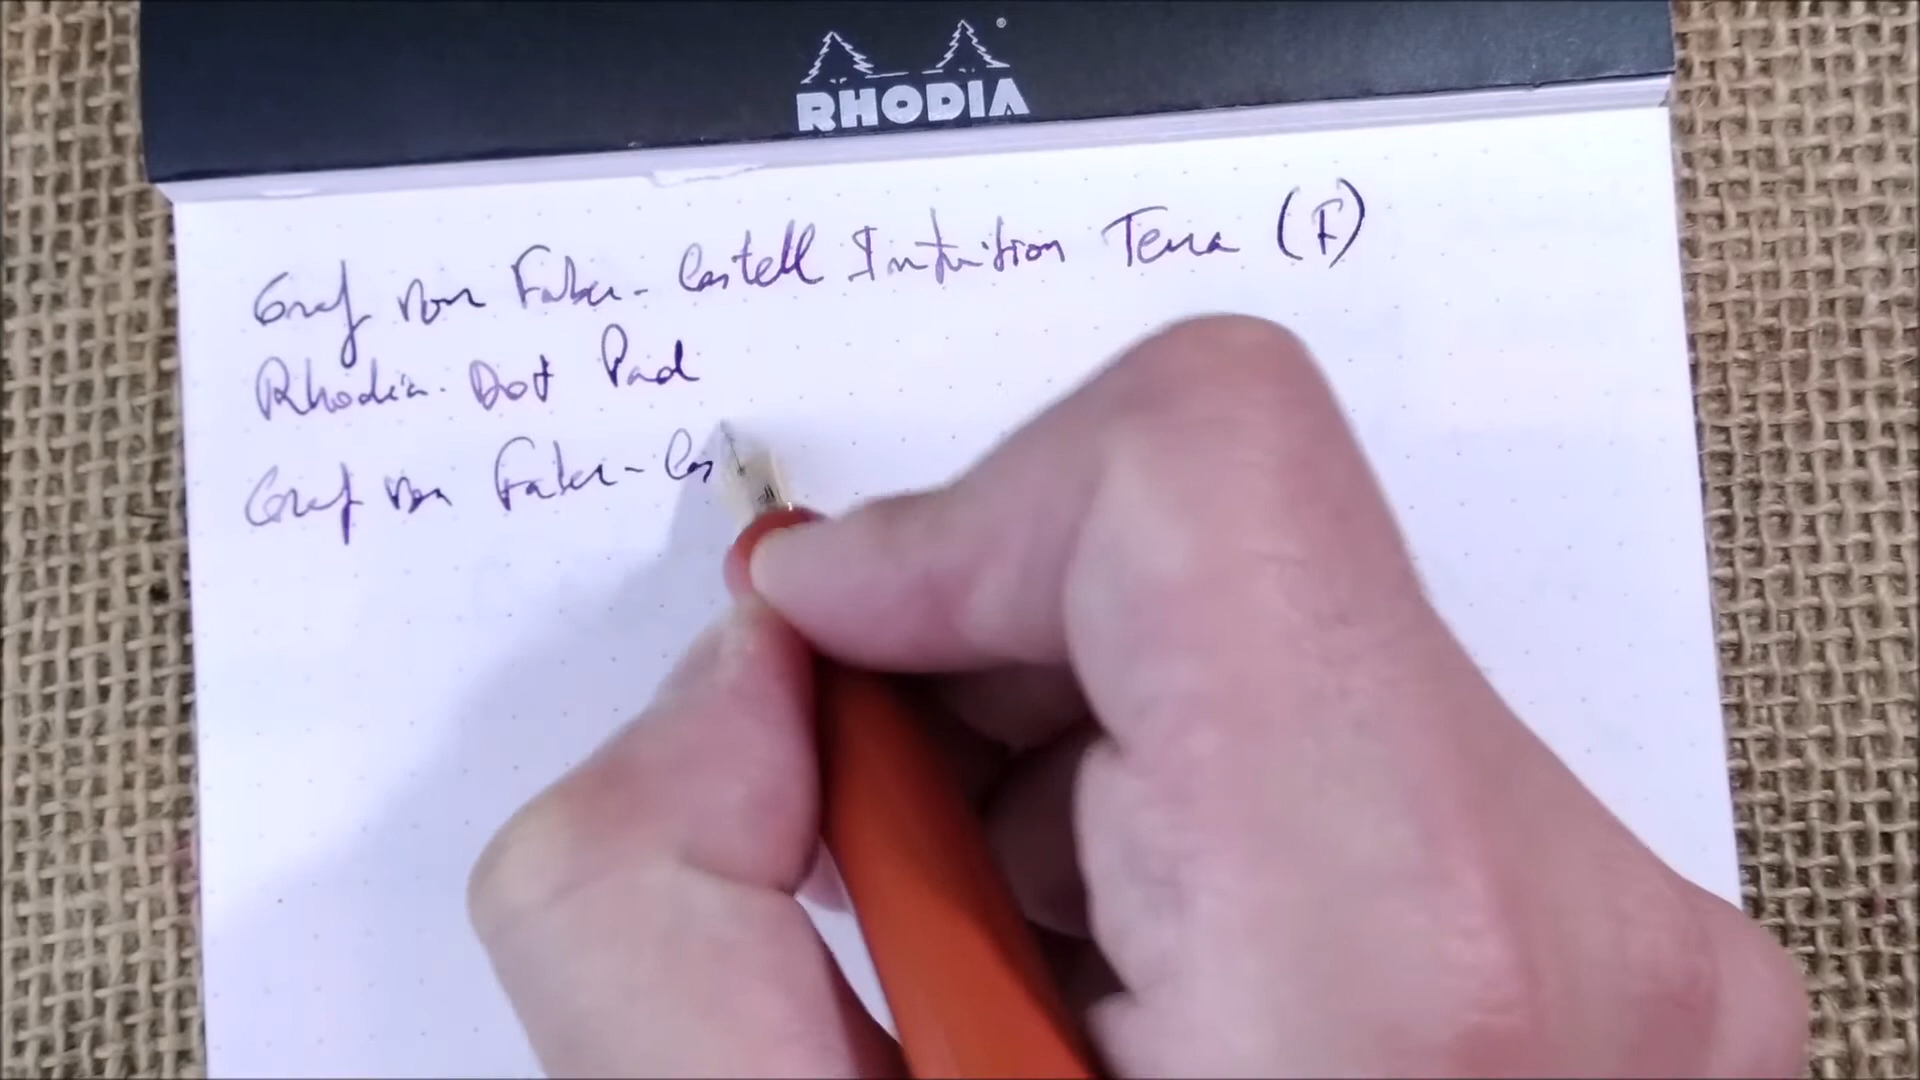 RHODIA
Graf von Faber-Castell Intuition Terra (F)
Rhodia Dot Pad
Graf von Faber-Cas